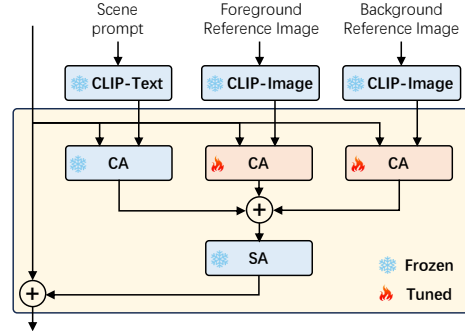 Scene
prompt
Foreground
Reference Image
Background
Reference Image
CLIP-Text
CLIP-Image
CLIP-Image
CA
CA
CA
SA
Frozen
Tuned